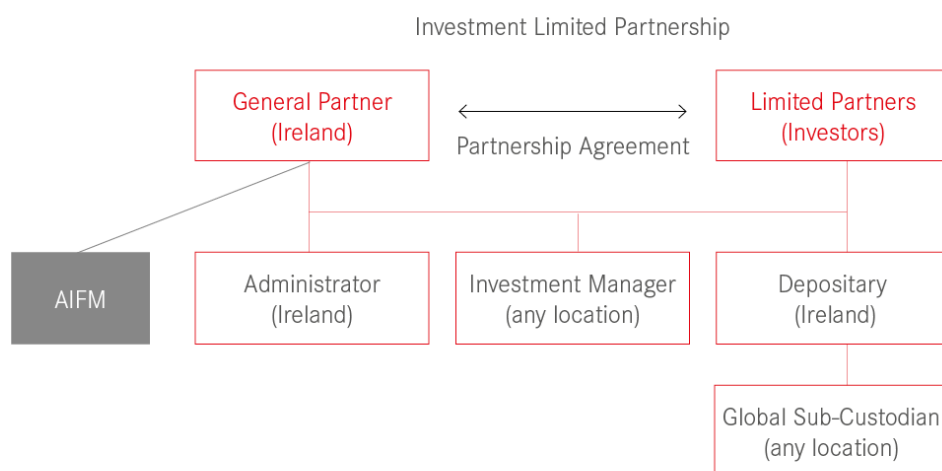 Investment Limited Partnership
General Partner
(Ireland)
Partnership Agreement
Limited Partners
(Investors)
AIFM
Administrator
(Ireland)
Investment Manager
(any location)
Depositary
(Ireland)
Global Sub-Custodian
(any location)